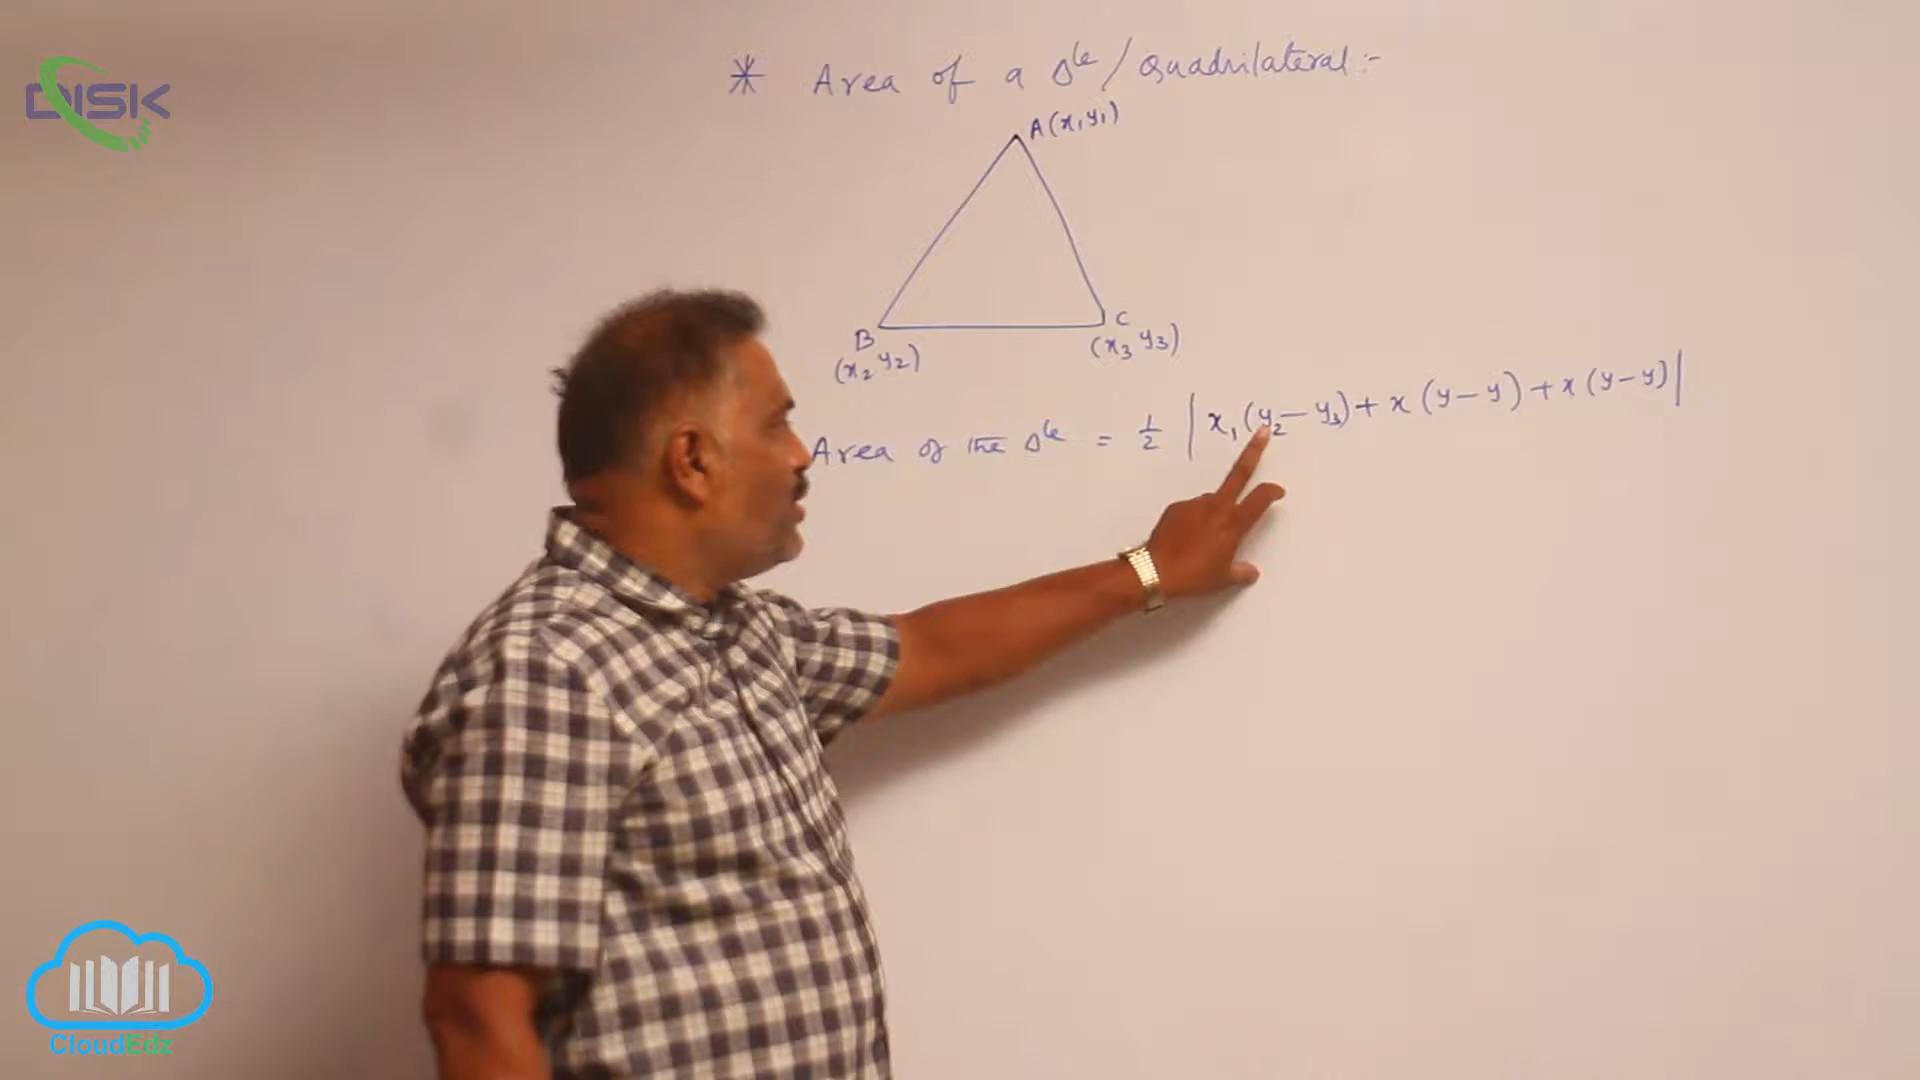 DISK
* Area of a Δle / Quadrilateral :-
A (x₁ y₁)
B
(x₂ y₂)
C
(x₃ y₃)
Area of the Δle = 1/2 | x₁ (y₂ − y₃) + x (y − y) + x (y − y) |
CloudEdz